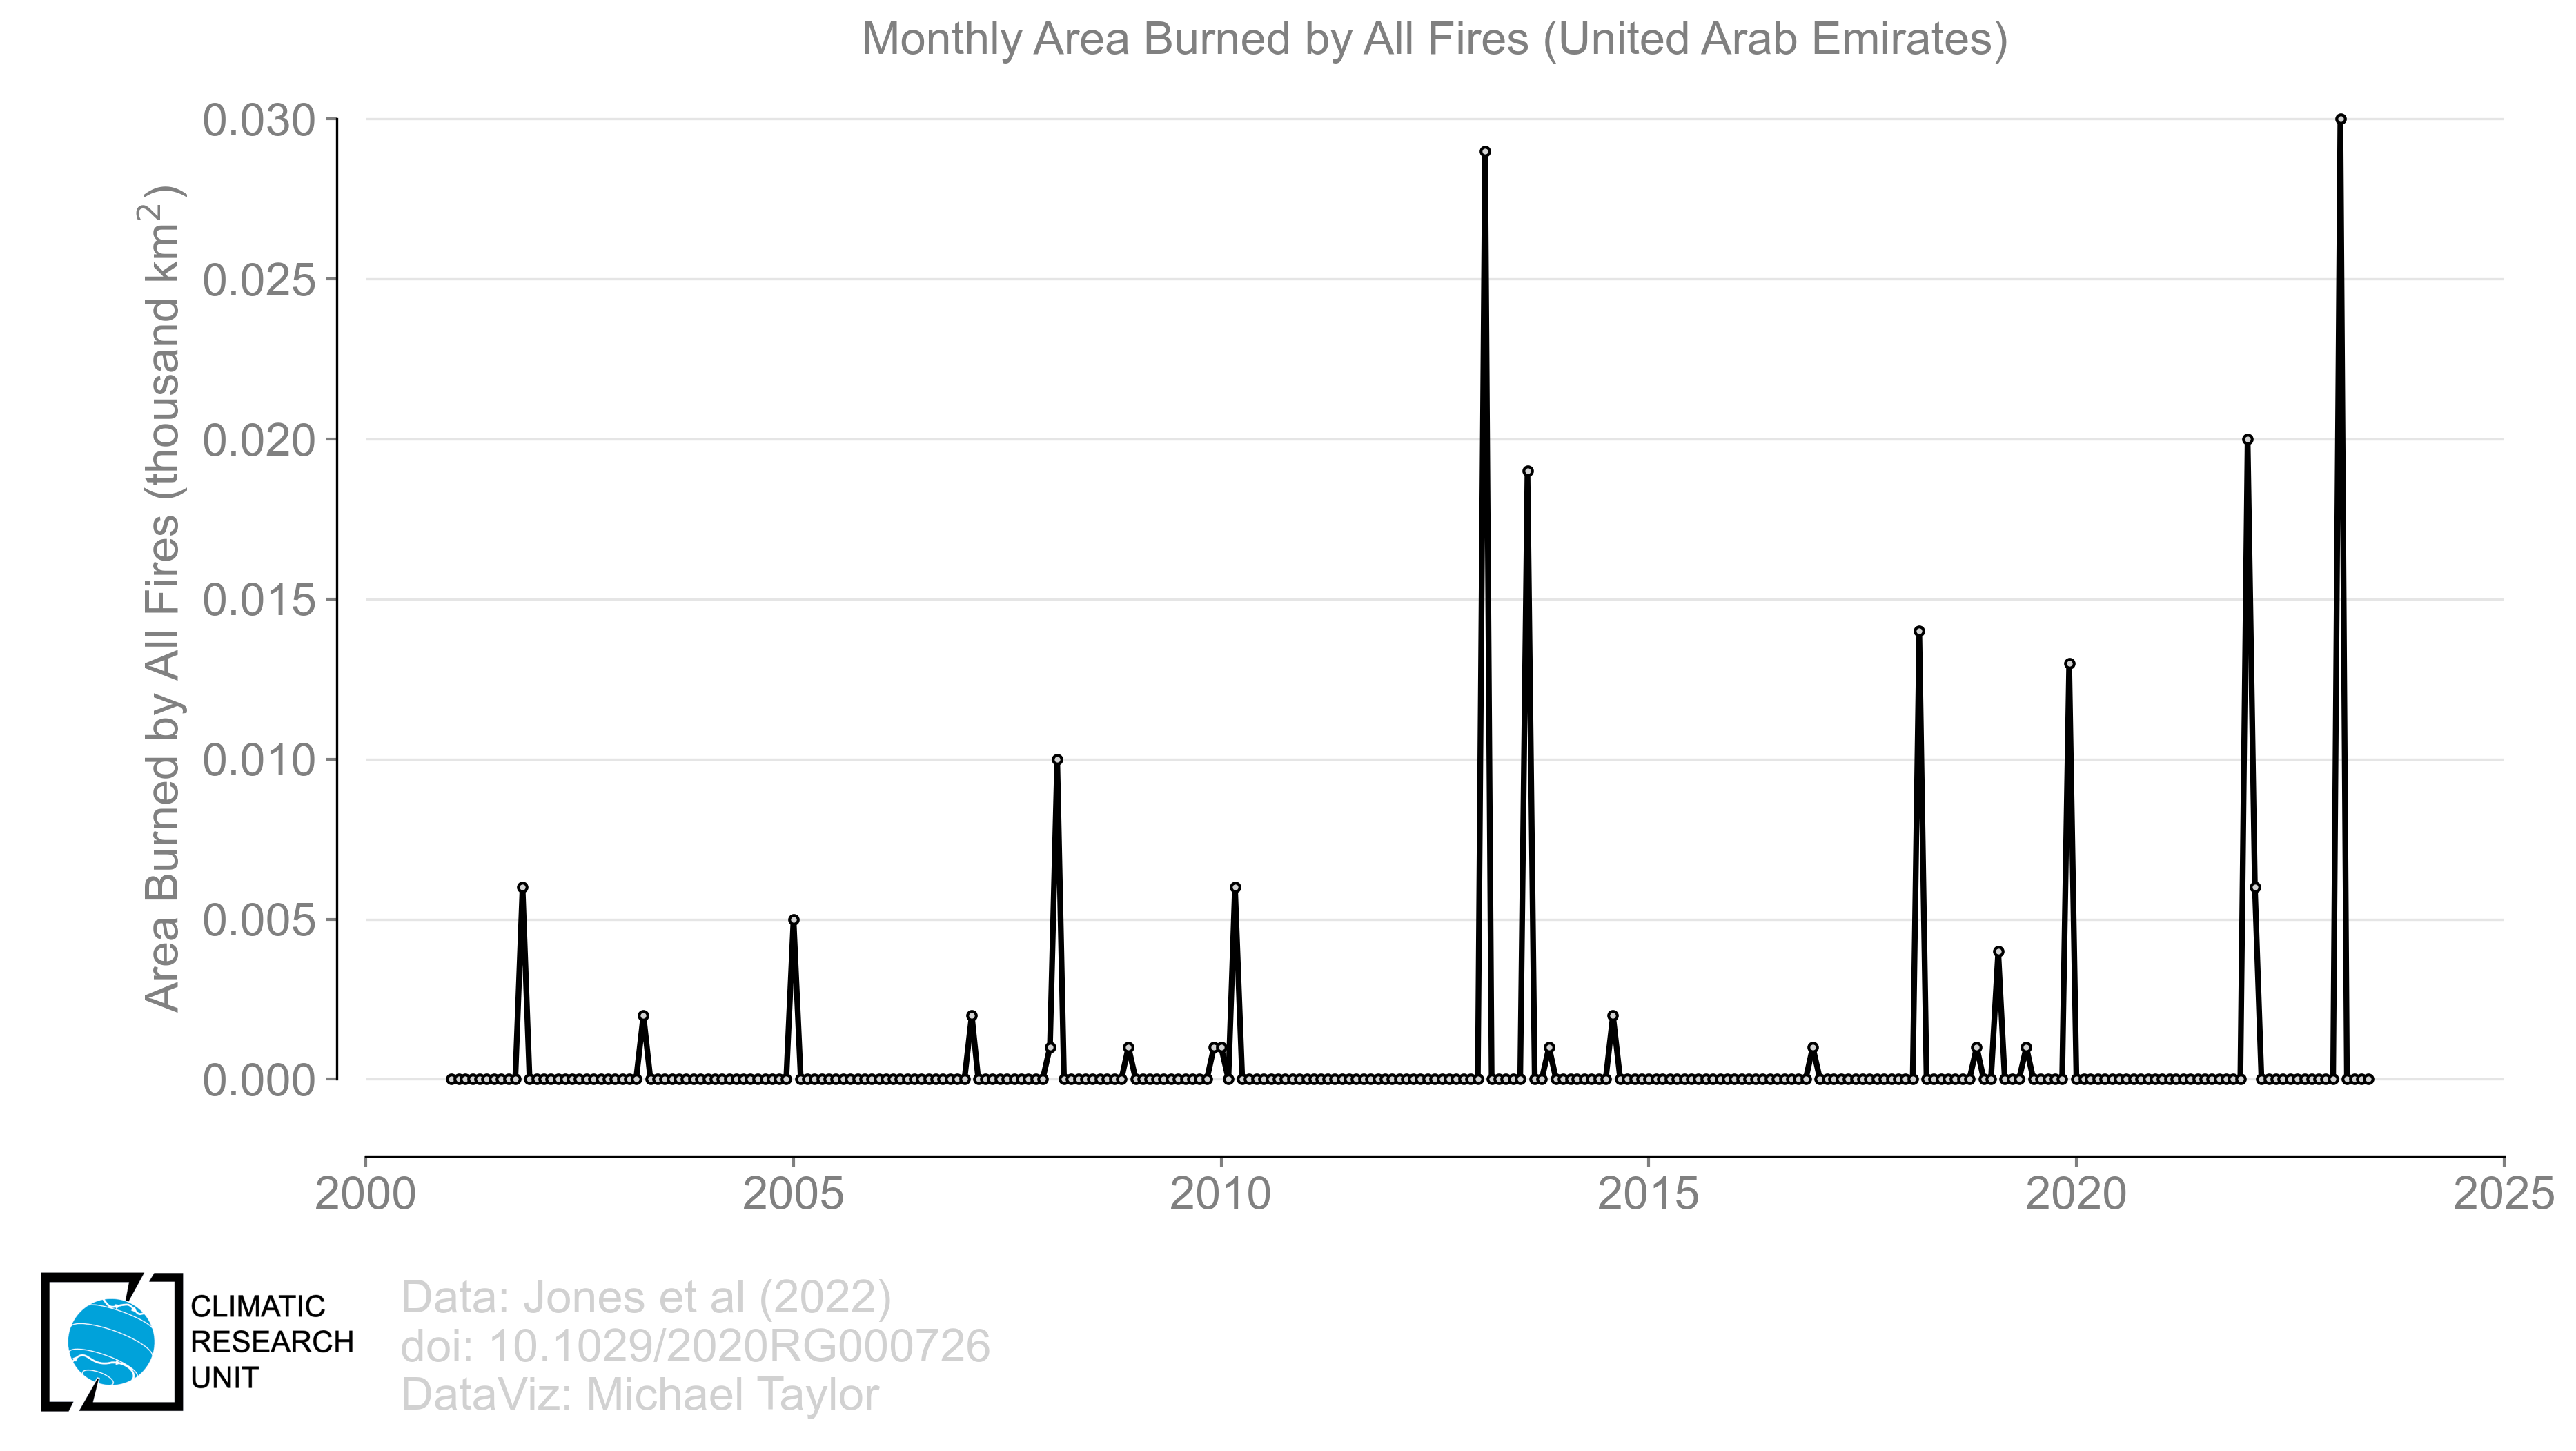 Monthly Area Burned by All Fires (United Arab Emirates)
Area Burned by All Fires (thousand km²)
0.030
0.025
0.020
0.015
0.010
0.005
0.000
2000
2005
2010
2015
2020
2025
CLIMATIC
RESEARCH
UNIT
Data: Jones et al (2022)
doi: 10.1029/2020RG000726
DataViz: Michael Taylor